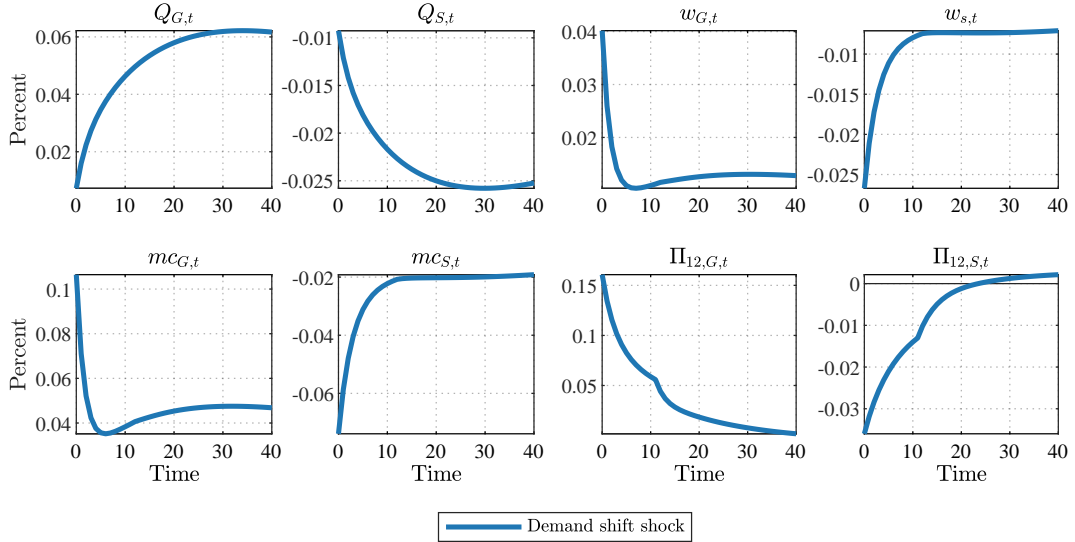 Q_{G,t} Q_{S,t} w_{G,t} w_{s,t}
0.06 -0.01 0.04 -0.01
0.04 -0.015 0.03 -0.015
0.02 -0.02 0.02 -0.02
-0.025 -0.025
Percent
0 10 20 30 40 0 10 20 30 40 0 10 20 30 40 0 10 20 30 40
mc_{G,t} mc_{S,t} Π_{12,G,t} Π_{12,S,t}
0.1 -0.02 0.15 0
0.08 -0.04 0.1 -0.01
0.06 -0.06 0.05 -0.02
0.04 -0.03
Percent
0 10 20 30 40 0 10 20 30 40 0 10 20 30 40 0 10 20 30 40
Time Time Time Time
Demand shift shock